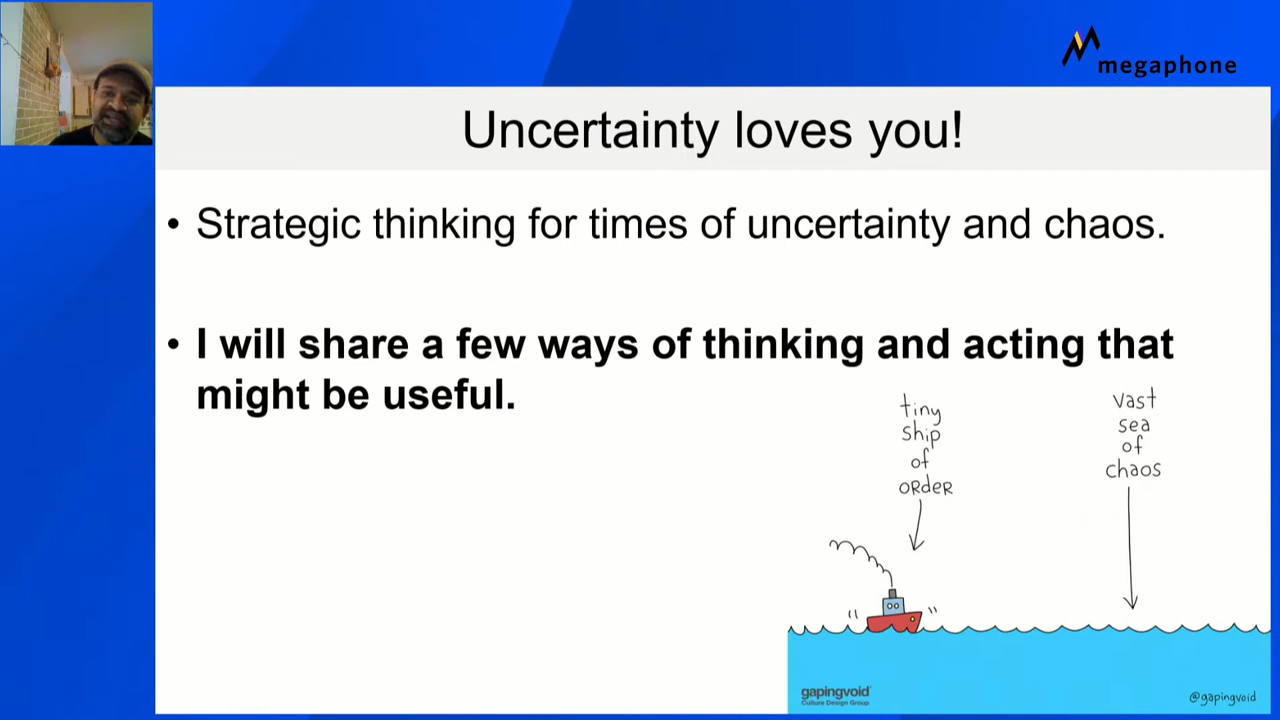 megaphone
Uncertainty loves you!
• Strategic thinking for times of uncertainty and chaos.
• I will share a few ways of thinking and acting that
might be useful.
tiny
ship
of
ORdER
vast
sea
of
chaos
gapingvoid
Culture Design Group
@gapingvoid